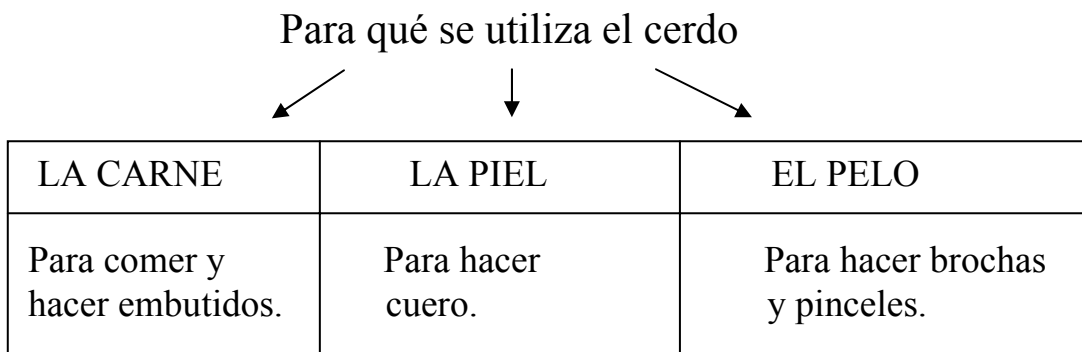 Para qué se utiliza el cerdo
LA CARNE
LA PIEL
EL PELO
Para comer y
hacer embutidos.
Para hacer
cuero.
Para hacer brochas
y pinceles.